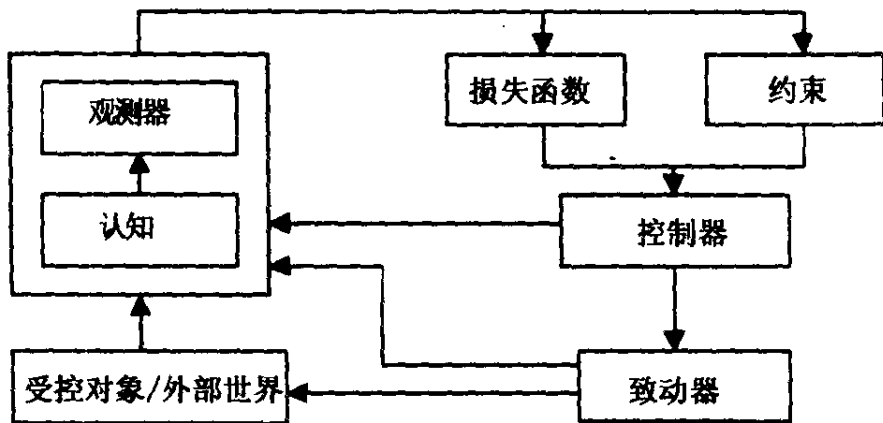 观测器
认知
损失函数
约束
控制器
受控对象/外部世界
致动器